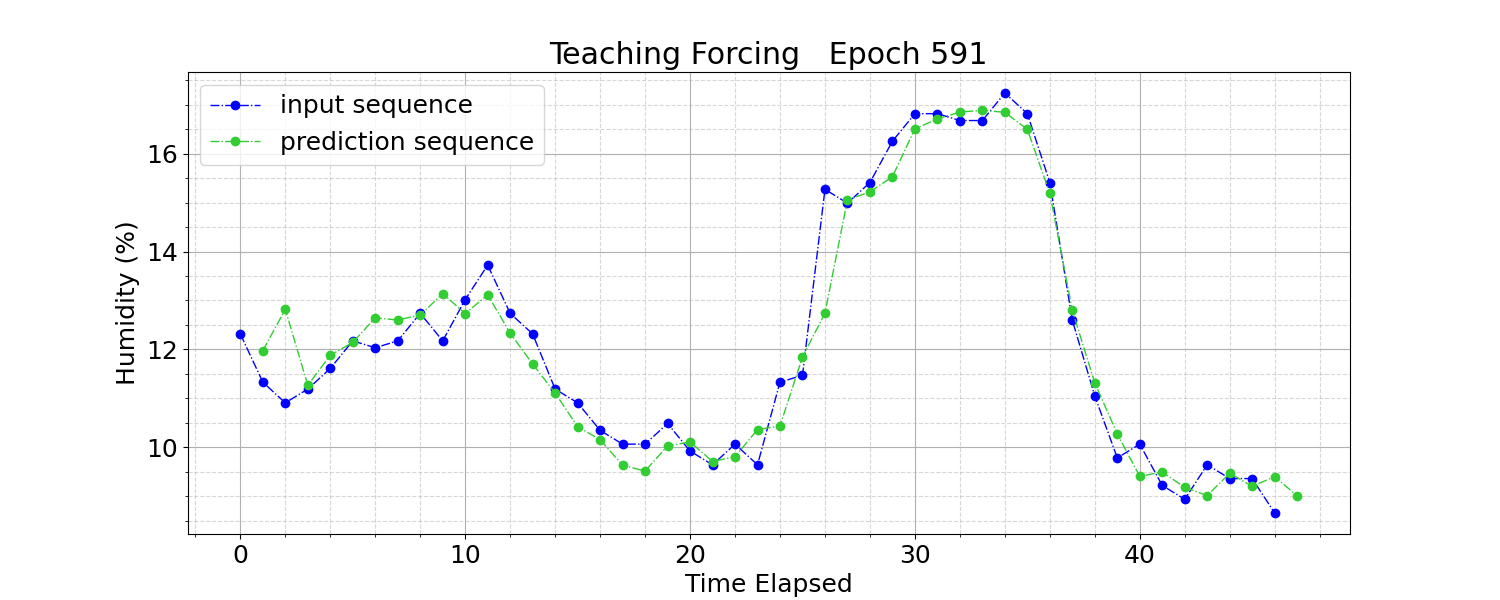 Teaching Forcing   Epoch 591
input sequence
prediction sequence
Humidity (%)
16
14
12
10
0 10 20 30 40
Time Elapsed